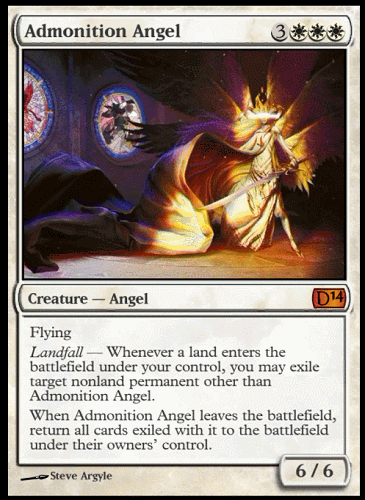 Admonition Angel 3
Creature — Angel D14
Flying
Landfall — Whenever a land enters the
battlefield under your control, you may exile
target nonland permanent other than
Admonition Angel.
When Admonition Angel leaves the battlefield,
return all cards exiled with it to the battlefield
under their owners' control.
Steve Argyle
6 / 6